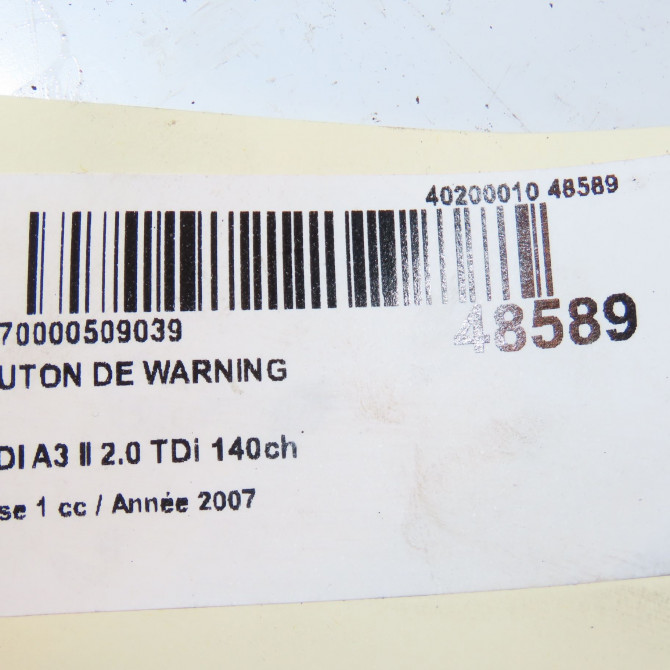 40200010 48589
70000509039
48589
UTON DE WARNING
DI A3 II 2.0 TDi 140ch
se 1 cc / Année 2007